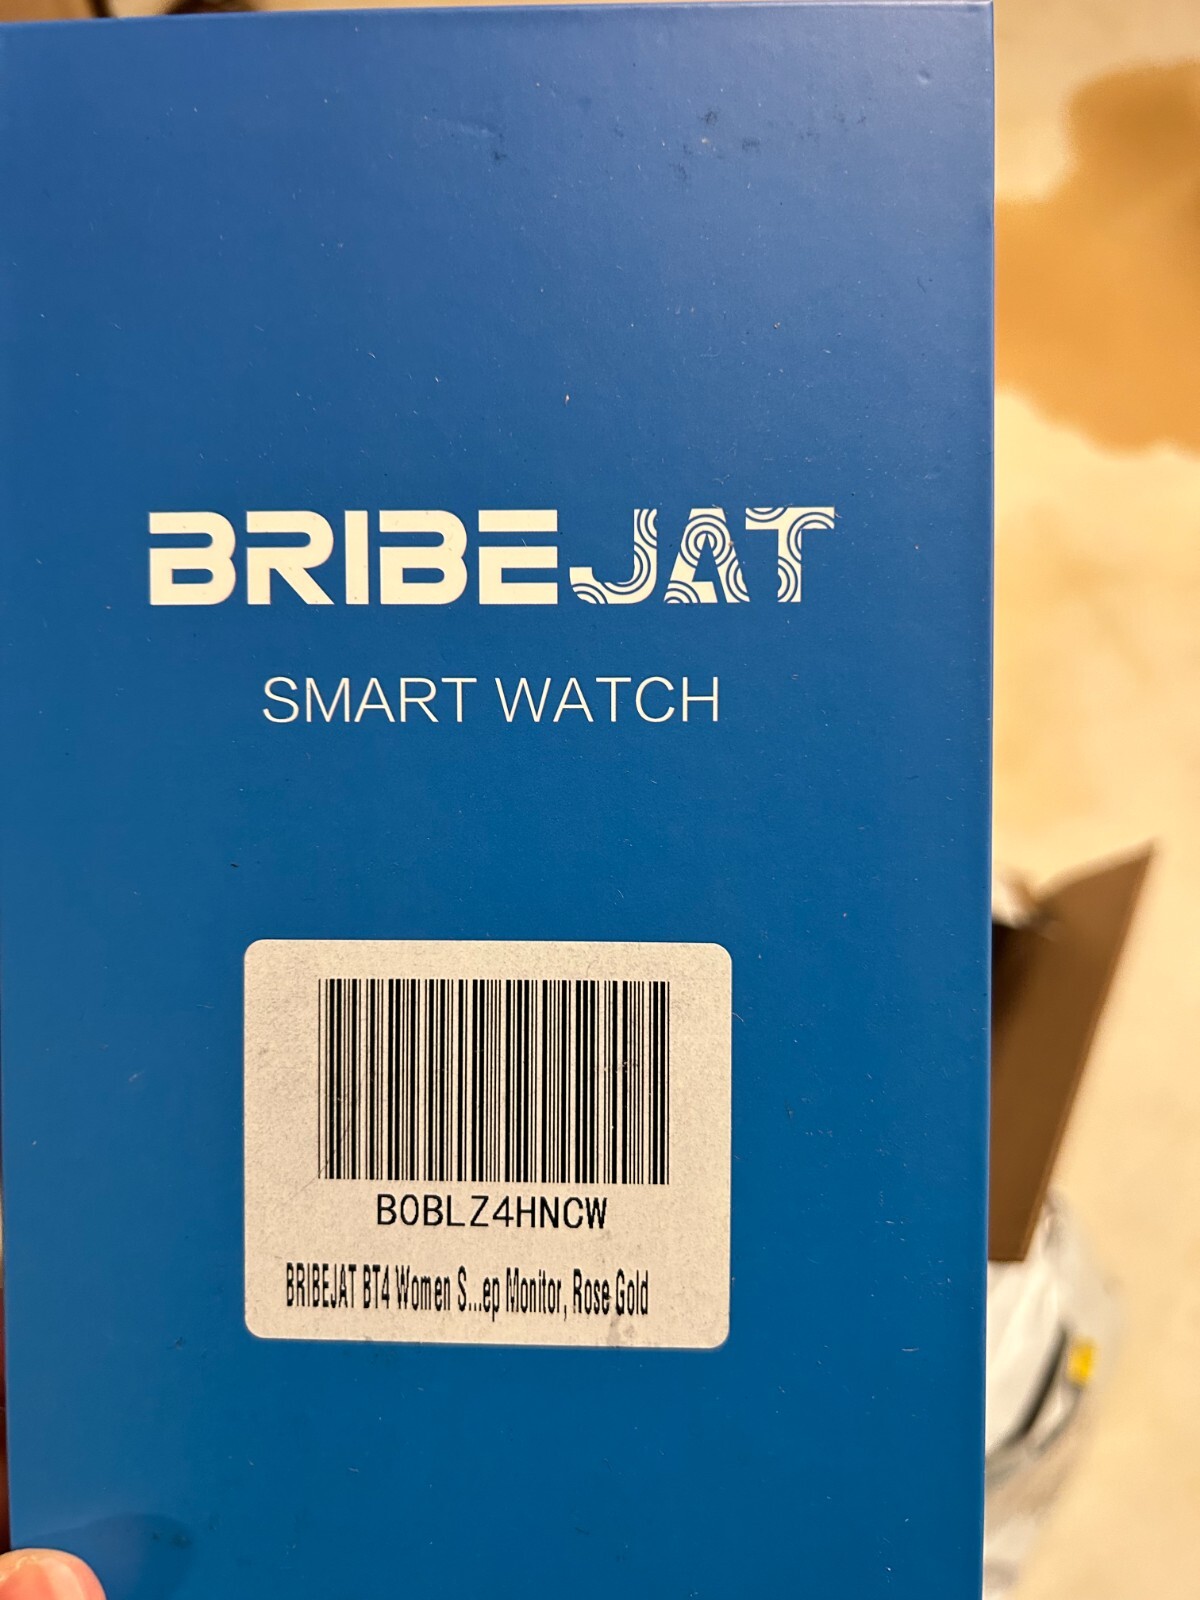 BRIBEJAT
SMART WATCH
B0BLZ4HNCW
BRIBEJAT BT4 Women S...ep Monitor, Rose Gold